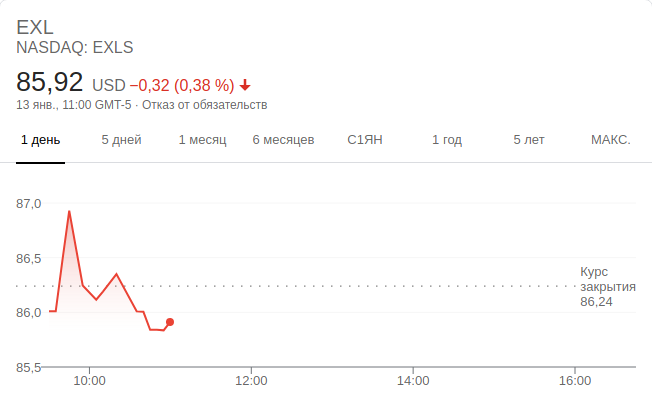 EXL
NASDAQ: EXLS
85,92 USD −0,32 (0,38 %)
13 янв., 11:00 GMT-5 · Отказ от обязательств
1 день 5 дней 1 месяц 6 месяцев С1ЯН 1 год 5 лет МАКС.
87,0
86,5
Курс
закрытия
86,24
86,0
85,5
10:00 12:00 14:00 16:00